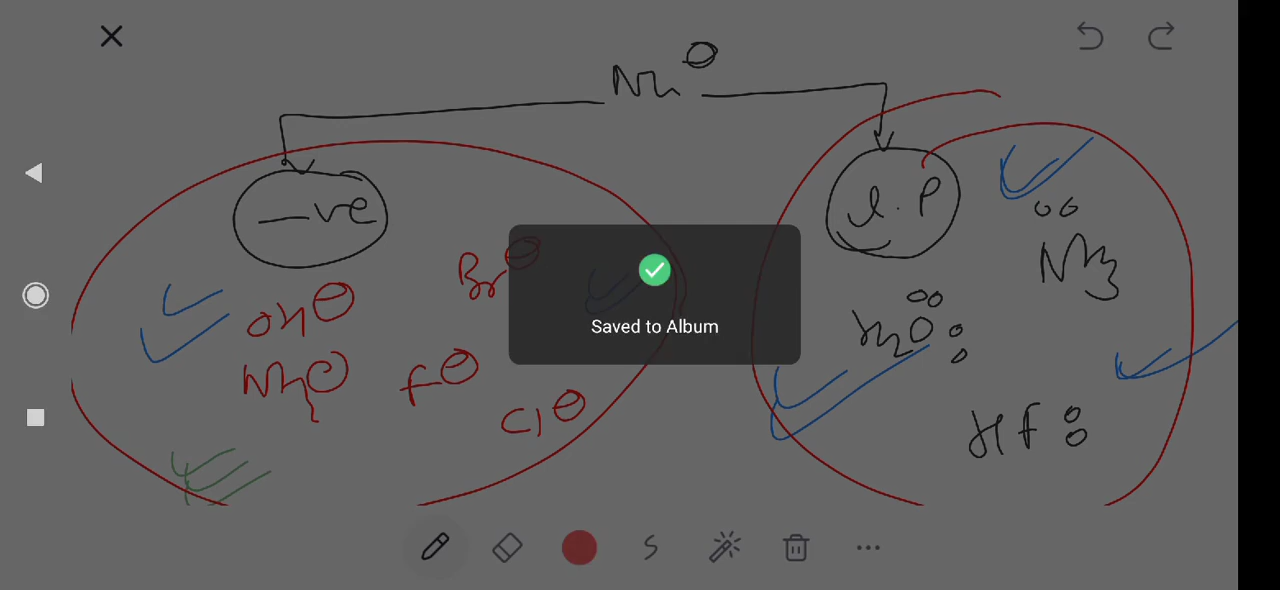 Nu⊖
-ve
l.P
Br⊖
OH⊖
NH2⊖
F⊖
Cl⊖
NH3
H2O
HF
Saved to Album